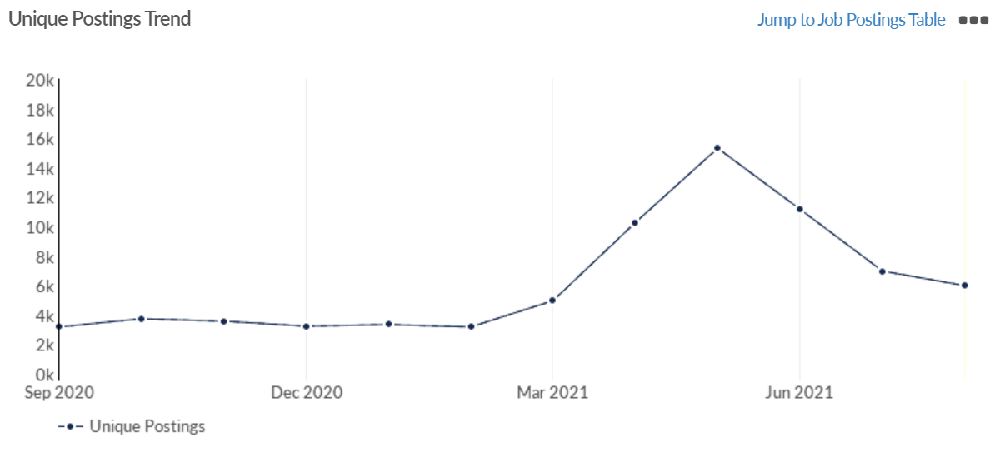 Unique Postings Trend
Jump to Job Postings Table
20k
18k
16k
14k
12k
10k
8k
6k
4k
2k
0k
Sep 2020 Dec 2020 Mar 2021 Jun 2021
Unique Postings